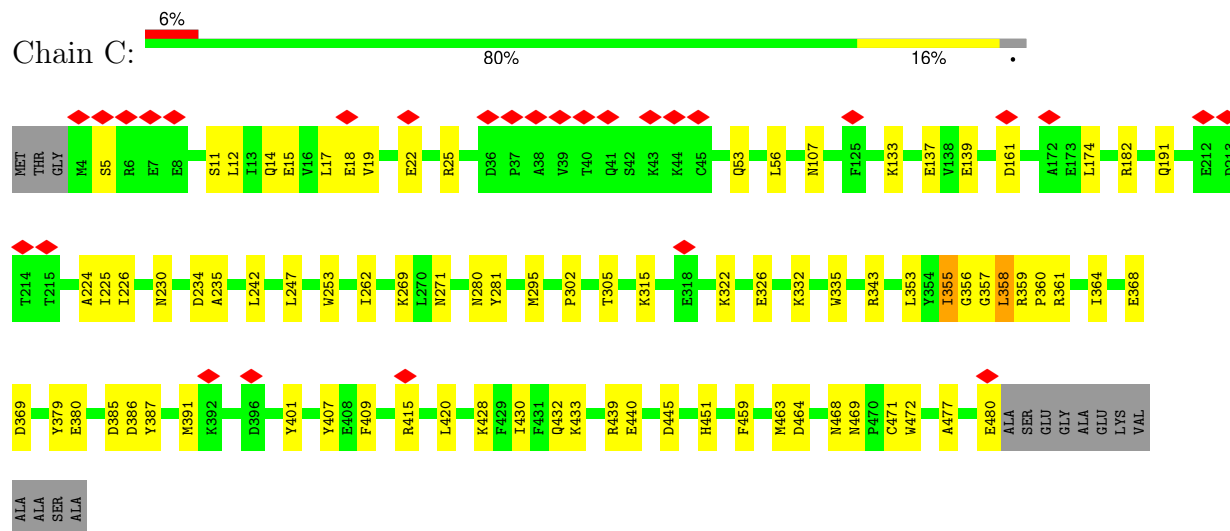 6%
Chain C:
80% 16% •
MET THR GLY M4 S5 R6 E7 E8 S11 L12 I13 Q14 E15 V16 L17 E18 V19 E22 R25 D36 P37 A38 V39 T40 Q41 S42 K43 K44 C45 Q53 L56 N107 F125 K133 E137 V138 E139 D161 A172 E173 L174 R182 Q191 E212 D213
T214 T215 A224 I225 I226 N230 D234 A235 L242 L247 W253 I262 K269 L270 N271 N280 Y281 M295 P302 T305 K315 E318 K322 E326 K332 W335 R343 L353 Y354 I355 G356 G357 L358 R359 P360 R361 I364 E368
D369 Y379 E380 D385 D386 Y387 M391 K392 D396 Y401 Y407 E408 F409 R415 L420 K428 F429 I430 F431 Q432 K433 R439 E440 D445 H451 F459 M463 D464 N468 N469 P470 C471 W472 A477 E480 ALA SER GLU GLY ALA GLU LYS VAL
ALA ALA SER ALA